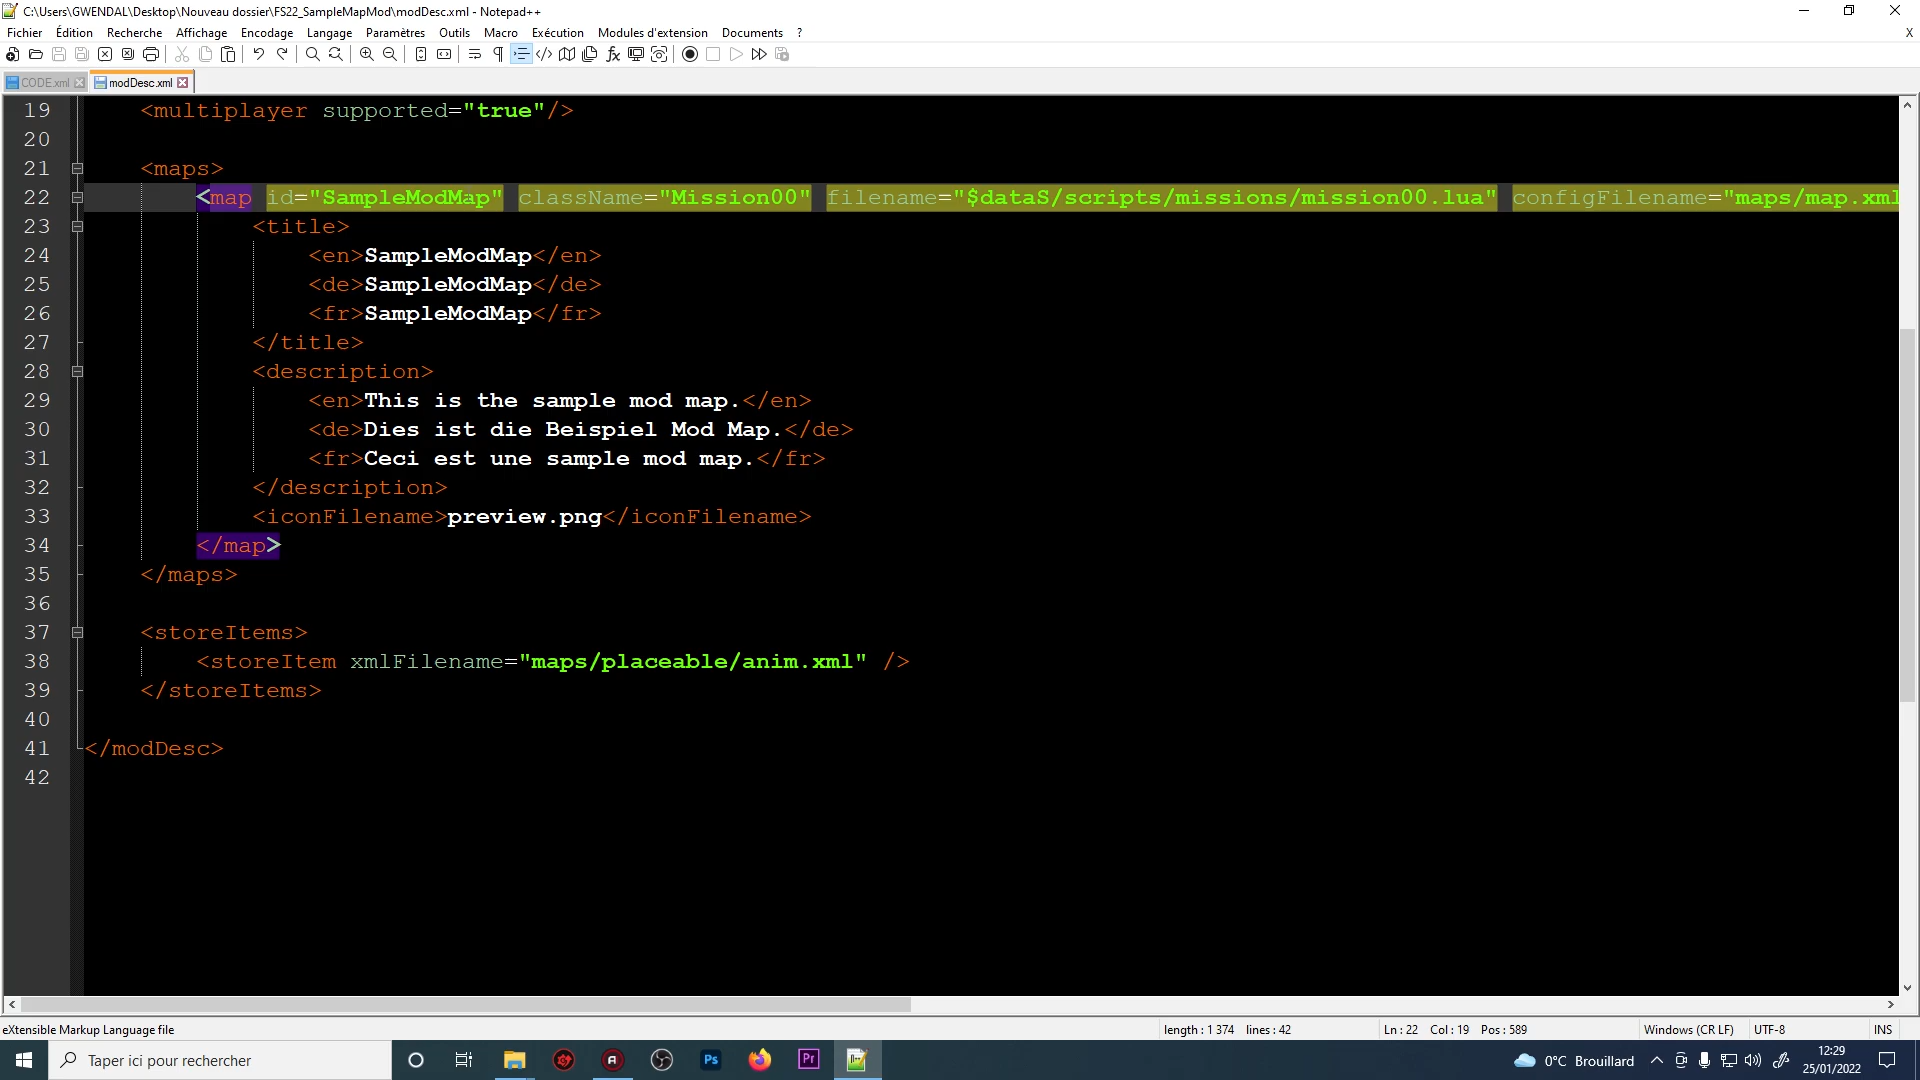 C:\Users\GWENDAL\Desktop\Nouveau dossier\FS22_SampleMapMod\modDesc.xml - Notepad++
Fichier Édition Recherche Affichage Encodage Langage Paramètres Outils Macro Exécution Modules d'extension Documents ? X
CODE.xml modDesc.xml
19 <multiplayer supported="true"/>
20
21 <maps>
22 <map id="SampleModMap" className="Mission00" filename="$dataS/scripts/missions/mission00.lua" configFilename="maps/map.xml
23 <title>
24 <en>SampleModMap</en>
25 <de>SampleModMap</de>
26 <fr>SampleModMap</fr>
27 </title>
28 <description>
29 <en>This is the sample mod map.</en>
30 <de>Dies ist die Beispiel Mod Map.</de>
31 <fr>Ceci est une sample mod map.</fr>
32 </description>
33 <iconFilename>preview.png</iconFilename>
34 </map>
35 </maps>
36
37 <storeItems>
38 <storeItem xmlFilename="maps/placeable/anim.xml" />
39 </storeItems>
40
41 </modDesc>
42
eXtensible Markup Language file length : 1 374 lines : 42 Ln : 22 Col : 19 Pos : 589 Windows (CR LF) UTF-8 INS
Taper ici pour rechercher Ps Pr 0°C Brouillard 12:29
25/01/2022